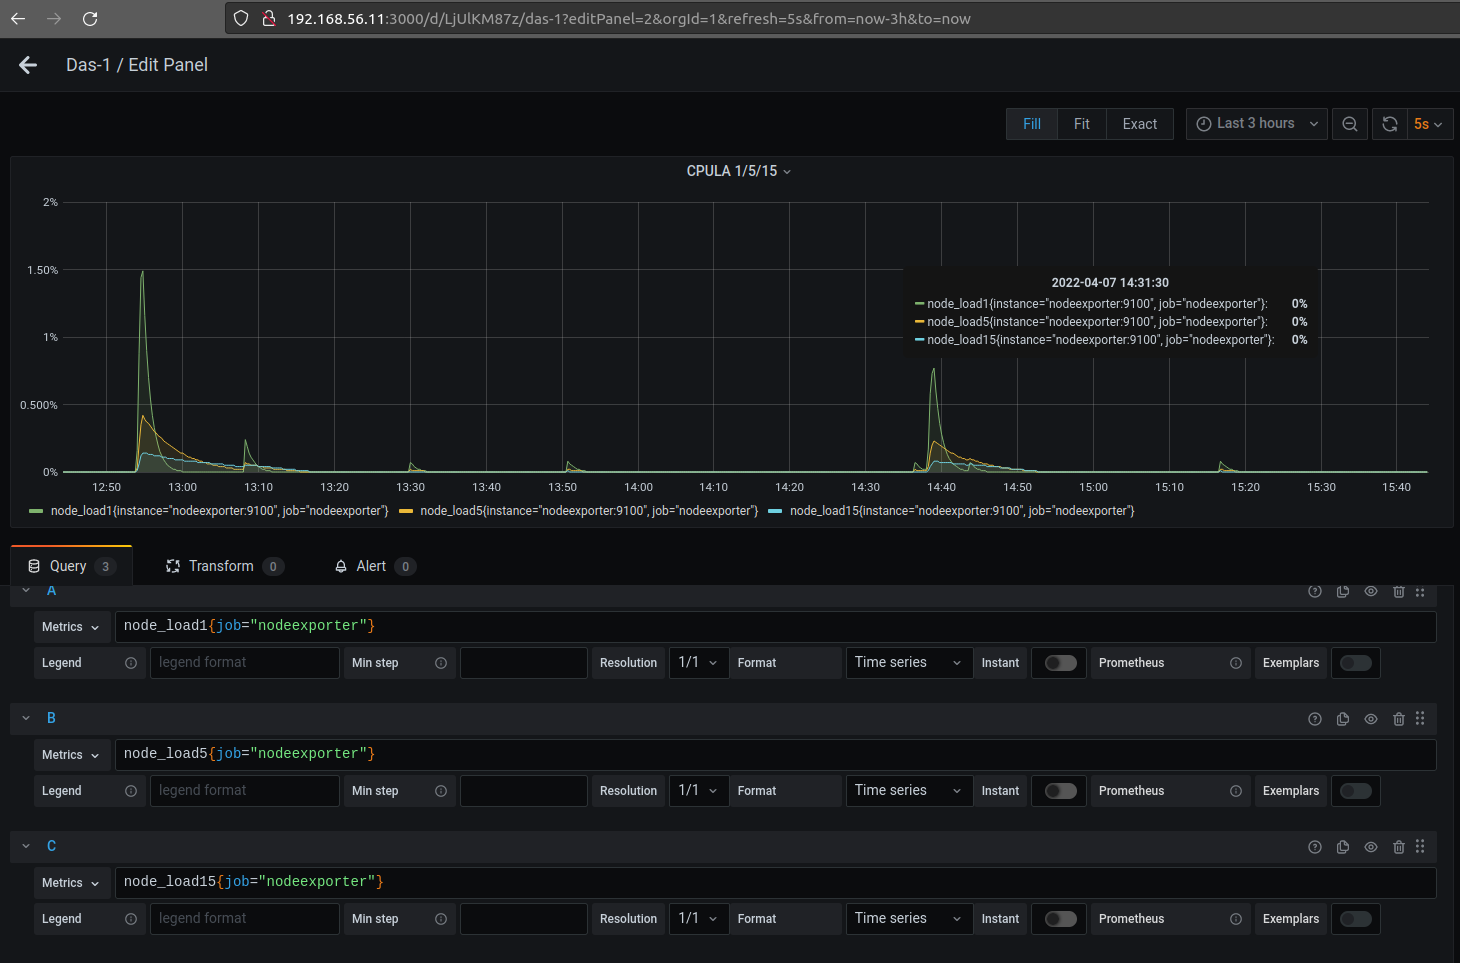 192.168.56.11:3000/d/LjUlKM87z/das-1?editPanel=2&orgId=1&refresh=5s&from=now-3h&to=now
Das-1 / Edit Panel
Fill Fit Exact Last 3 hours 5s
CPULA 1/5/15
2%
1.50%
1%
0.500%
0%
2022-04-07 14:31:30
node_load1{instance="nodeexporter:9100", job="nodeexporter"}: 0%
node_load5{instance="nodeexporter:9100", job="nodeexporter"}: 0%
node_load15{instance="nodeexporter:9100", job="nodeexporter"}: 0%
12:50 13:00 13:10 13:20 13:30 13:40 13:50 14:00 14:10 14:20 14:30 14:40 14:50 15:00 15:10 15:20 15:30 15:40
node_load1{instance="nodeexporter:9100", job="nodeexporter"} node_load5{instance="nodeexporter:9100", job="nodeexporter"} node_load15{instance="nodeexporter:9100", job="nodeexporter"}
Query 3 Transform 0 Alert 0
A
Metrics node_load1{job="nodeexporter"}
Legend legend format Min step Resolution 1/1 Format Time series Instant Prometheus Exemplars
B
Metrics node_load5{job="nodeexporter"}
Legend legend format Min step Resolution 1/1 Format Time series Instant Prometheus Exemplars
C
Metrics node_load15{job="nodeexporter"}
Legend legend format Min step Resolution 1/1 Format Time series Instant Prometheus Exemplars